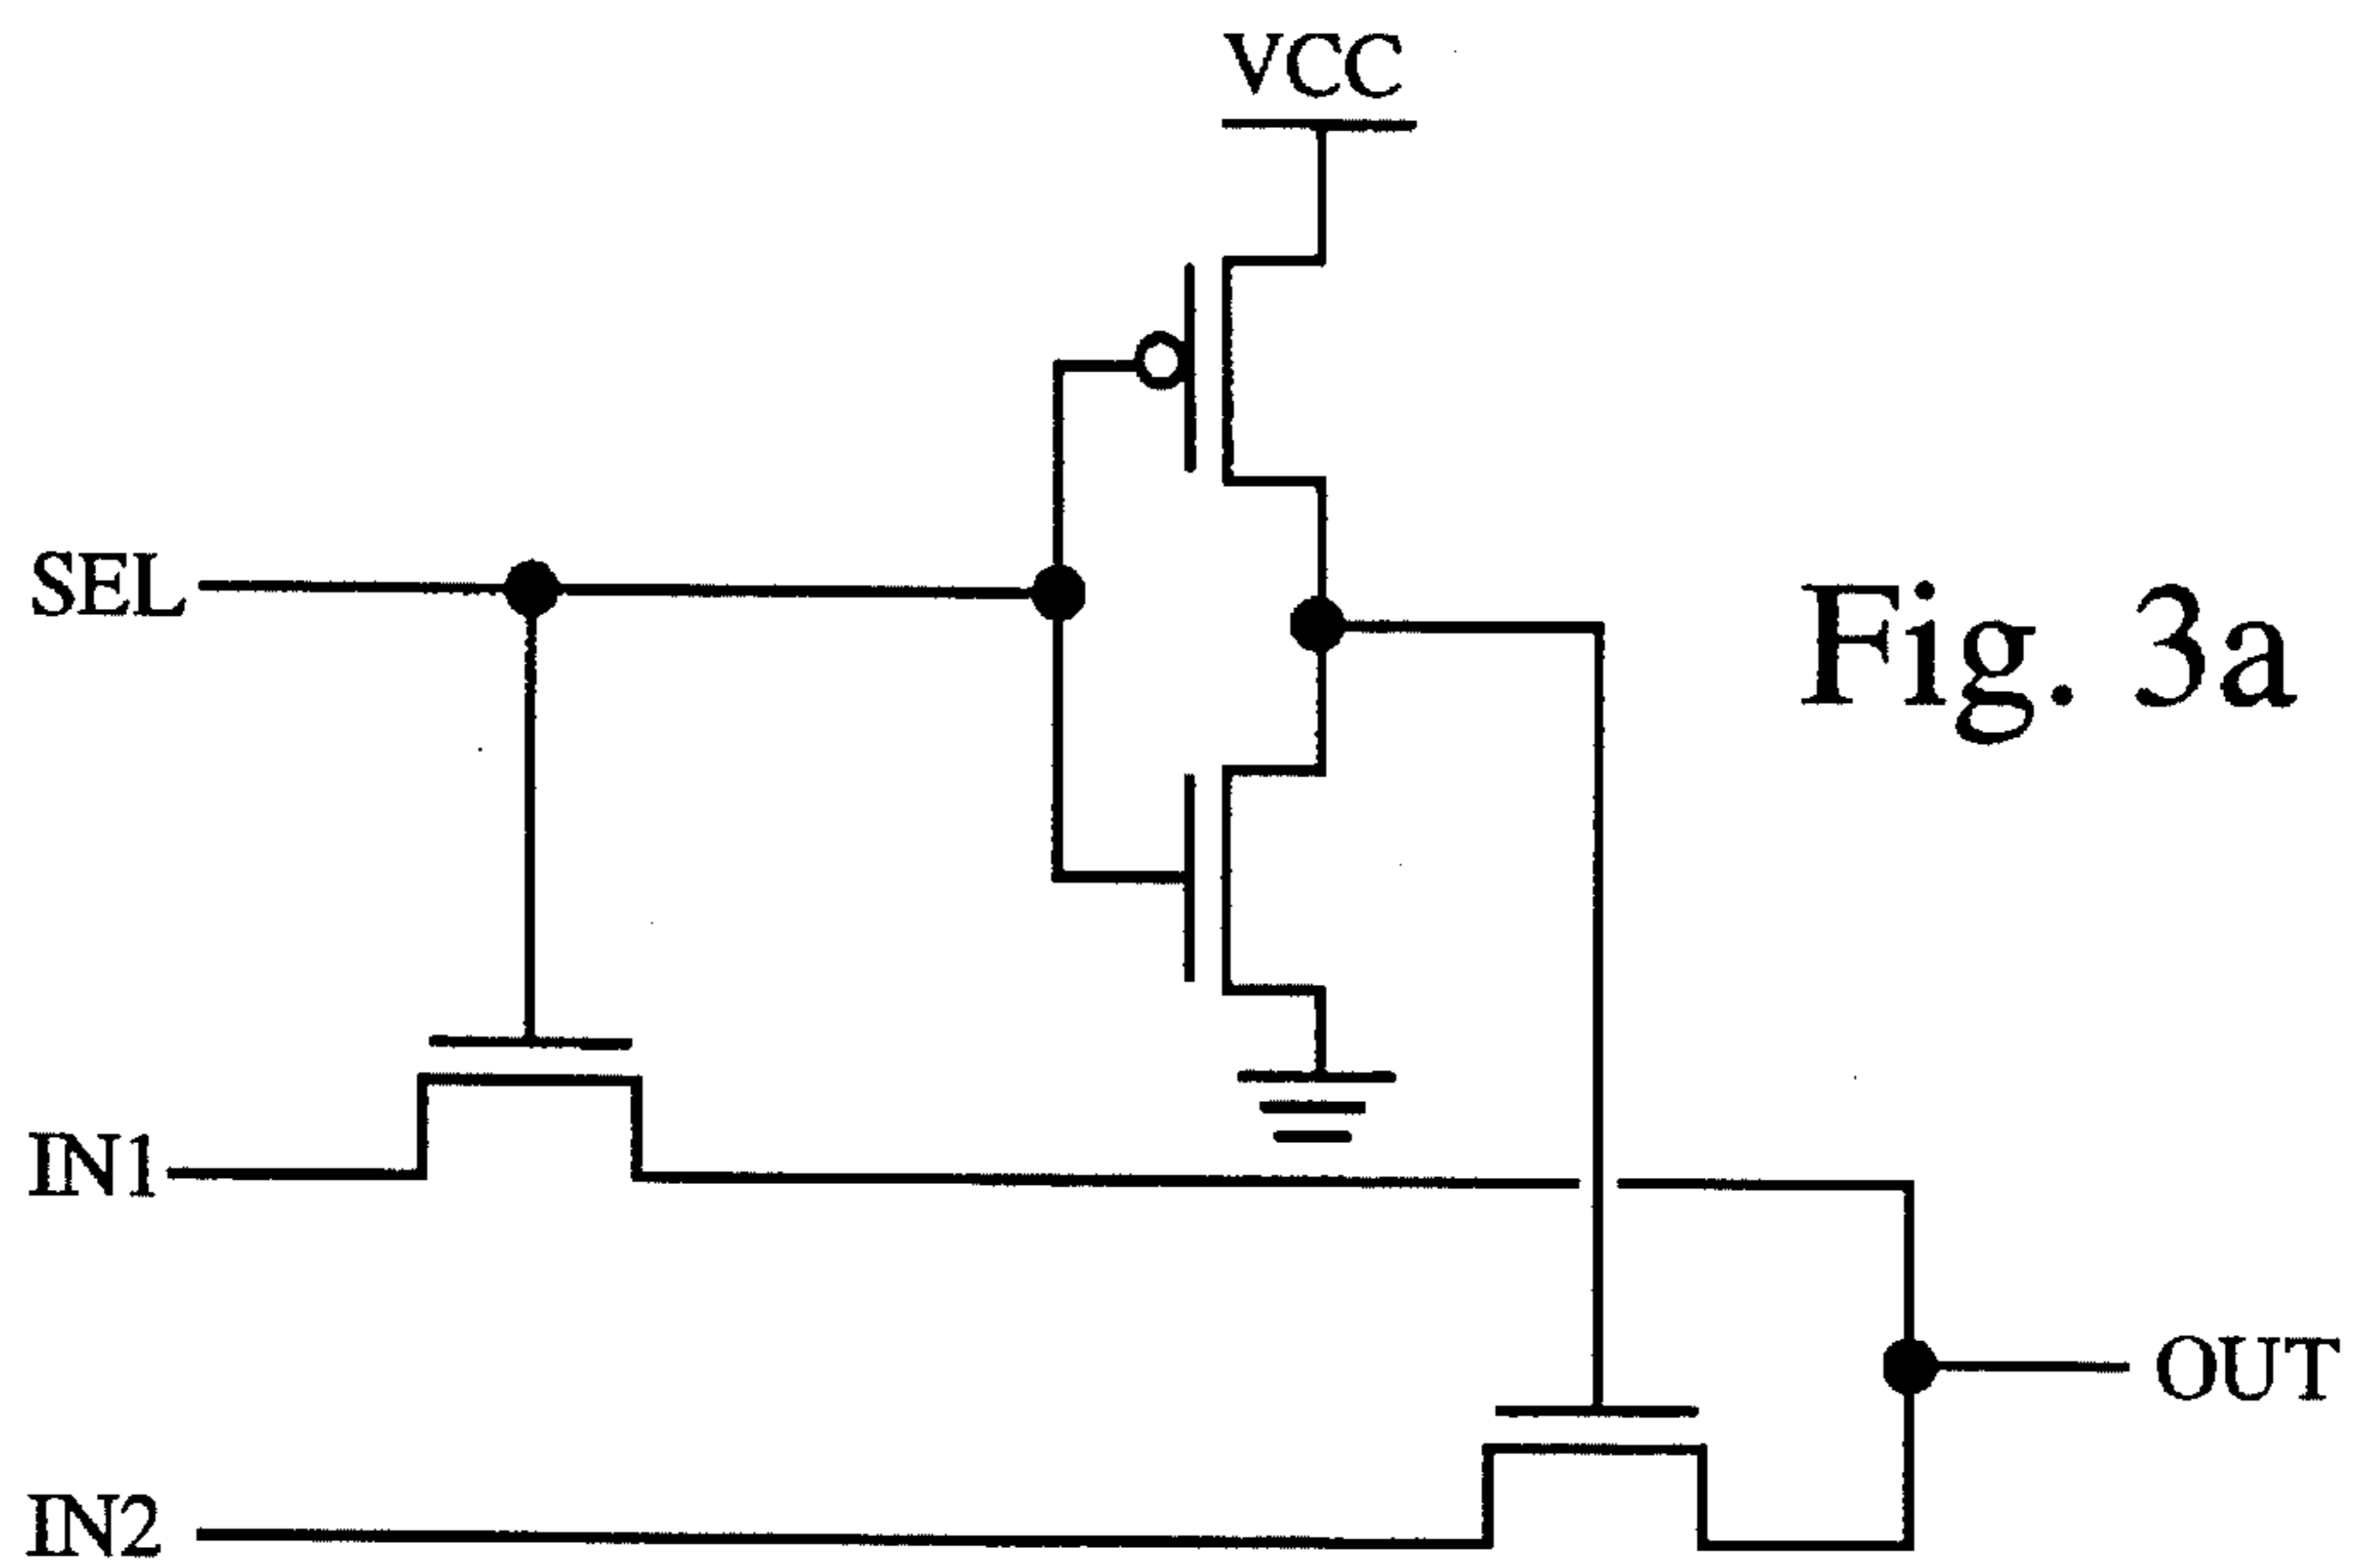 VCC
SEL
Fig. 3a
IN1
OUT
IN2